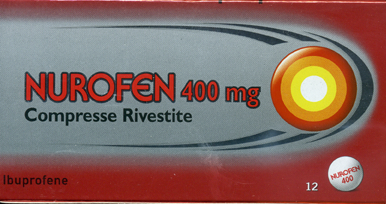 NUROFEN 400 mg
Compresse Rivestite
Ibuprofene
12
NUROFEN
400